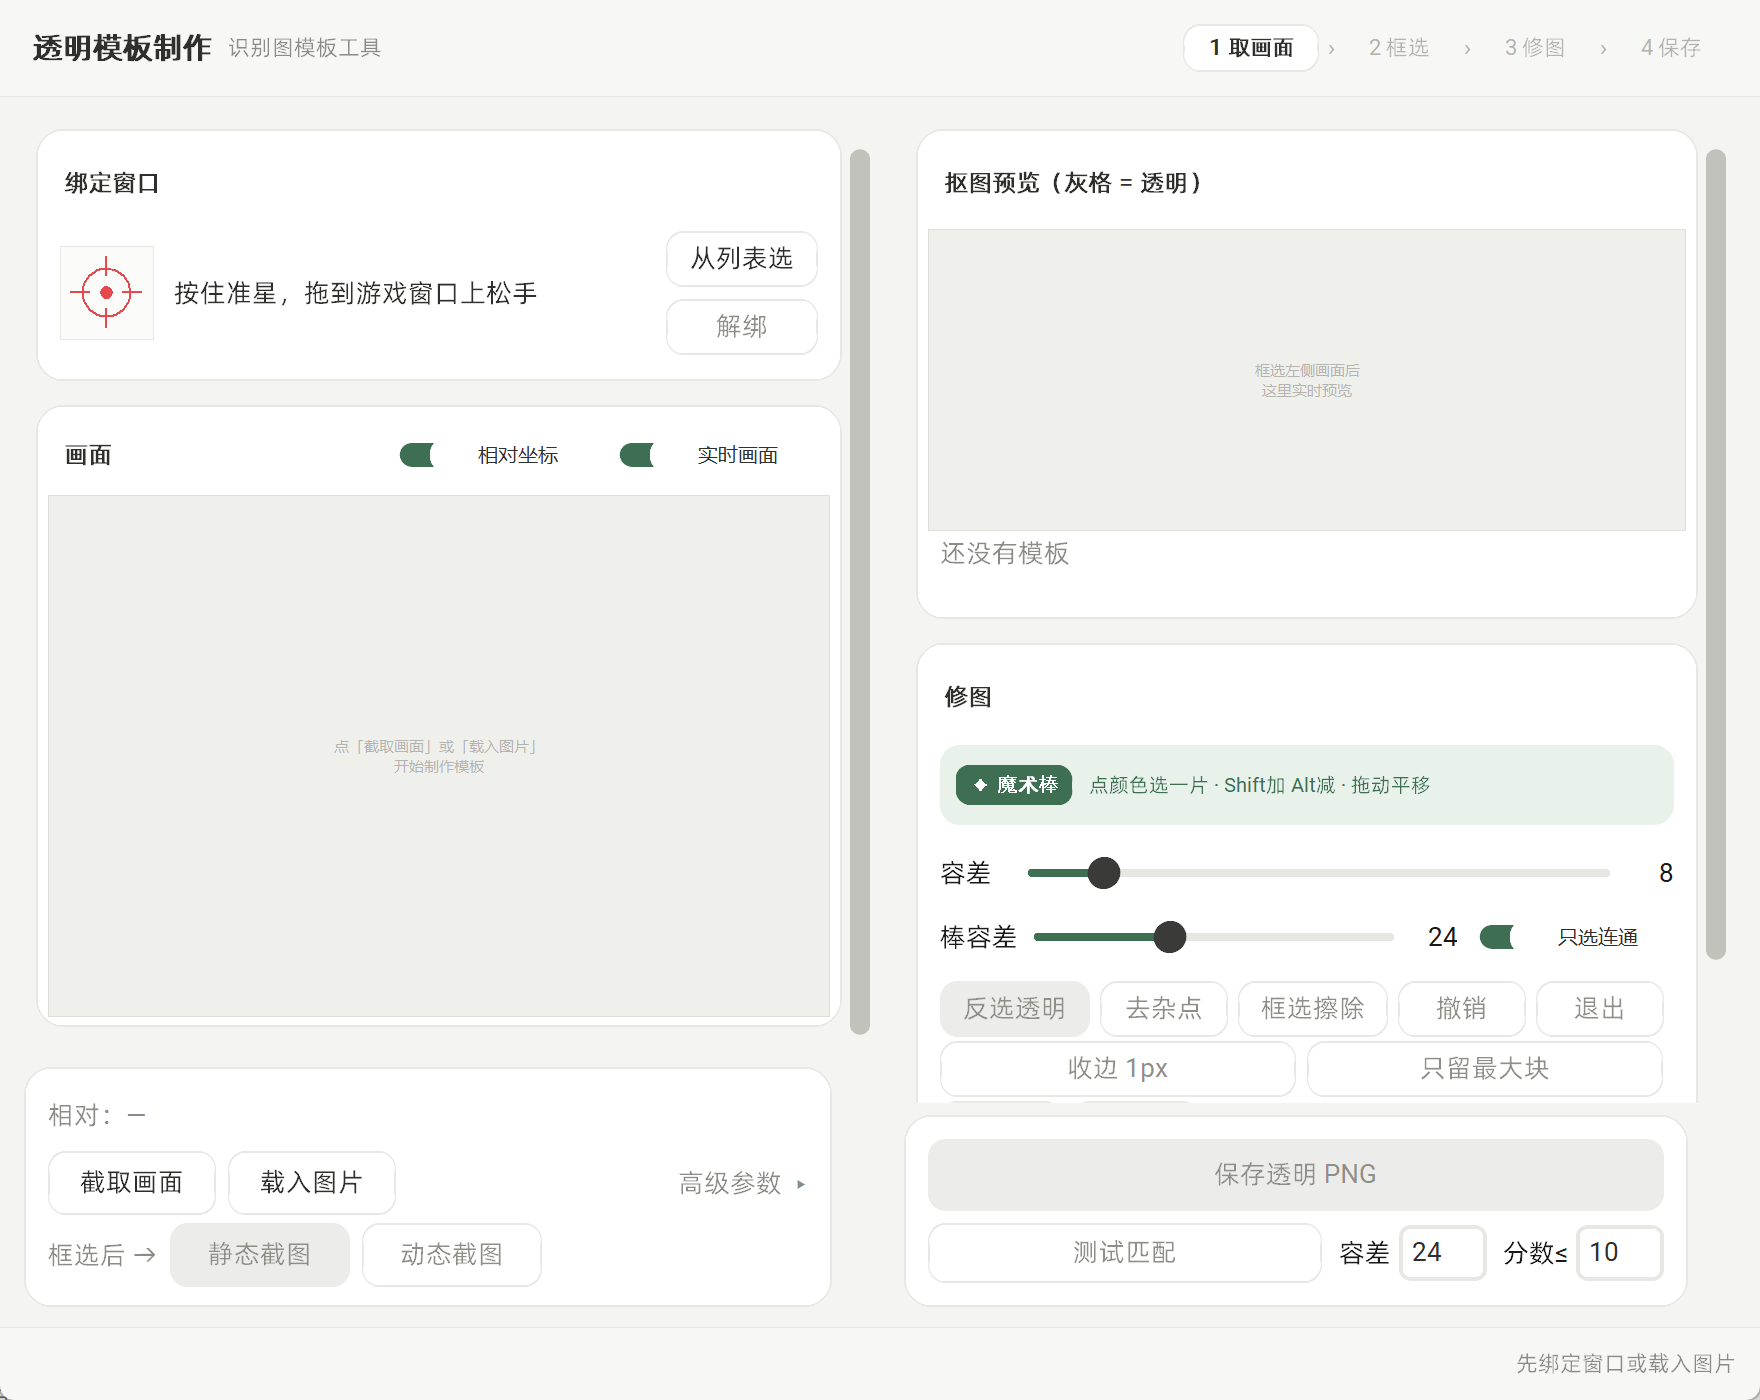 透明模板制作 识别图模板工具
1 取画面 › 2 框选 › 3 修图 › 4 保存
绑定窗口
按住准星，拖到游戏窗口上松手
从列表选
解绑
画面 相对坐标 实时画面
点「截取画面」或「载入图片」
开始制作模板
相对：—
截取画面 载入图片 高级参数 ▸
框选后 → 静态截图 动态截图
抠图预览（灰格 = 透明）
框选左侧画面后
这里实时预览
还没有模板
修图
✦ 魔术棒 点颜色选一片 · Shift加 Alt减 · 拖动平移
容差 8
棒容差 24 只选连通
反选透明 去杂点 框选擦除 撤销 退出
收边 1px 只留最大块
保存透明 PNG
测试匹配 容差 24 分数≤ 10
先绑定窗口或载入图片